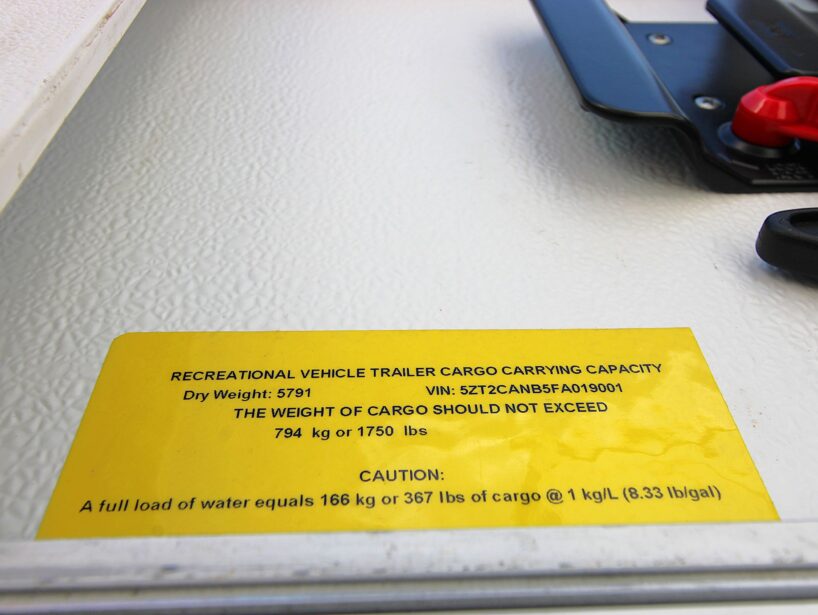 RECREATIONAL VEHICLE TRAILER CARGO CARRYING CAPACITY
Dry Weight: 5791 VIN: 5ZT2CANB5FA019001
THE WEIGHT OF CARGO SHOULD NOT EXCEED
794 kg or 1750 lbs
CAUTION:
A full load of water equals 166 kg or 367 lbs of cargo @ 1 kg/L (8.33 lb/gal)